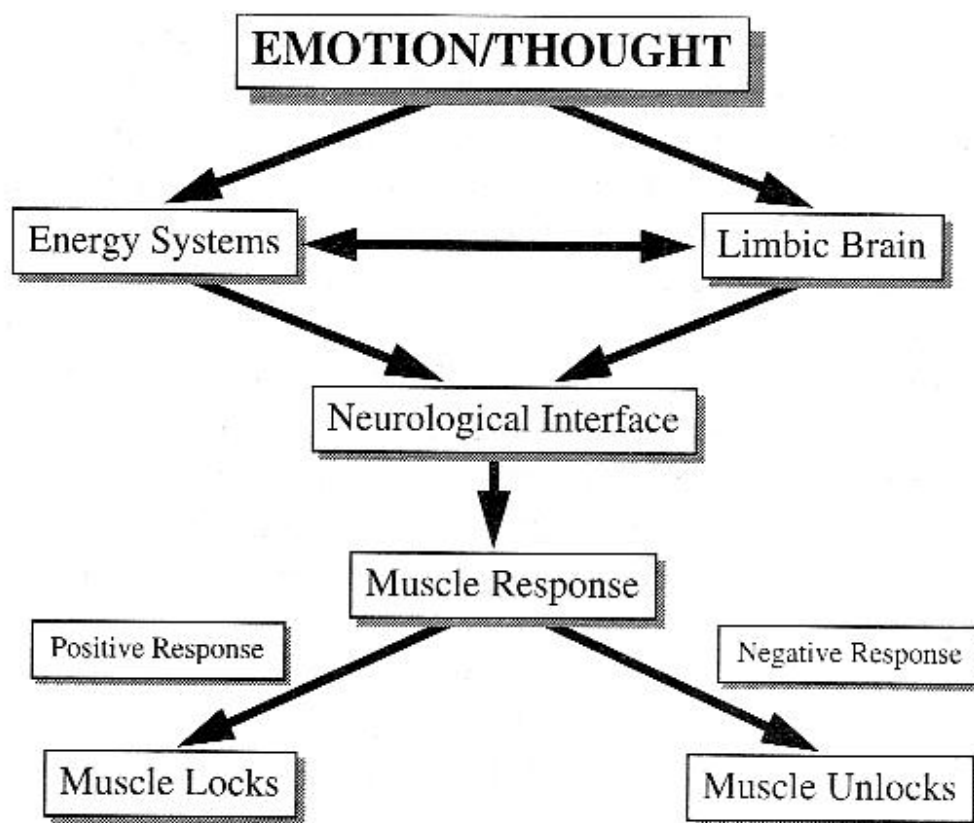 EMOTION/THOUGHT
Energy Systems
Limbic Brain
Neurological Interface
Muscle Response
Positive Response
Negative Response
Muscle Locks
Muscle Unlocks